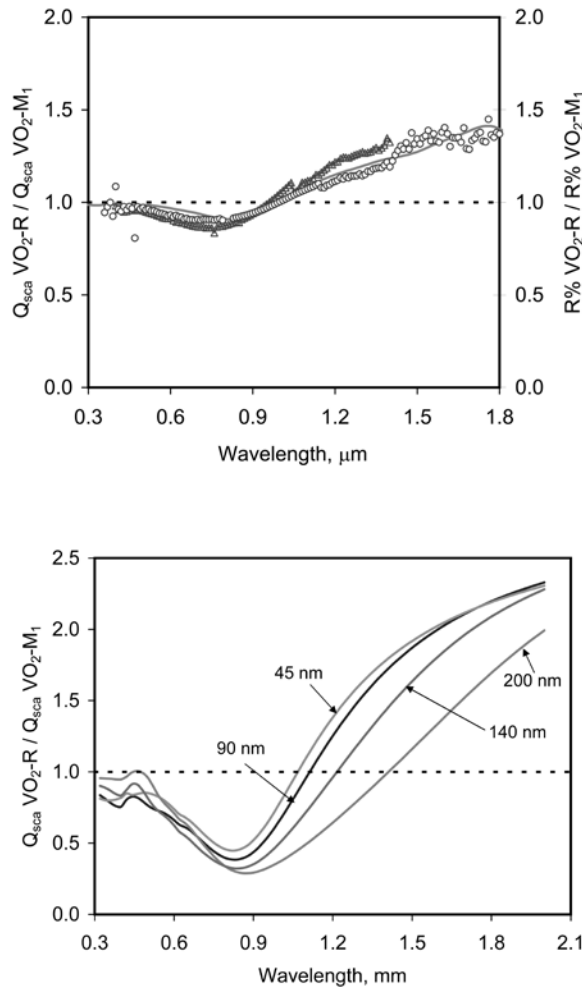 2.0 2.0
Q_sca VO₂-R / Q_sca VO₂-M₁
1.5 1.5
1.0 1.0
0.5 0.5
0.0 0.0
R% VO₂-R / R% VO₂-M₁
0.3 0.6 0.9 1.2 1.5 1.8
Wavelength, μm
2.5
Q_sca VO₂-R / Q_sca VO₂-M₁
2.0
1.5
1.0
0.5
0.0
45 nm
200 nm
90 nm
140 nm
0.3 0.6 0.9 1.2 1.5 1.8 2.1
Wavelength, mm